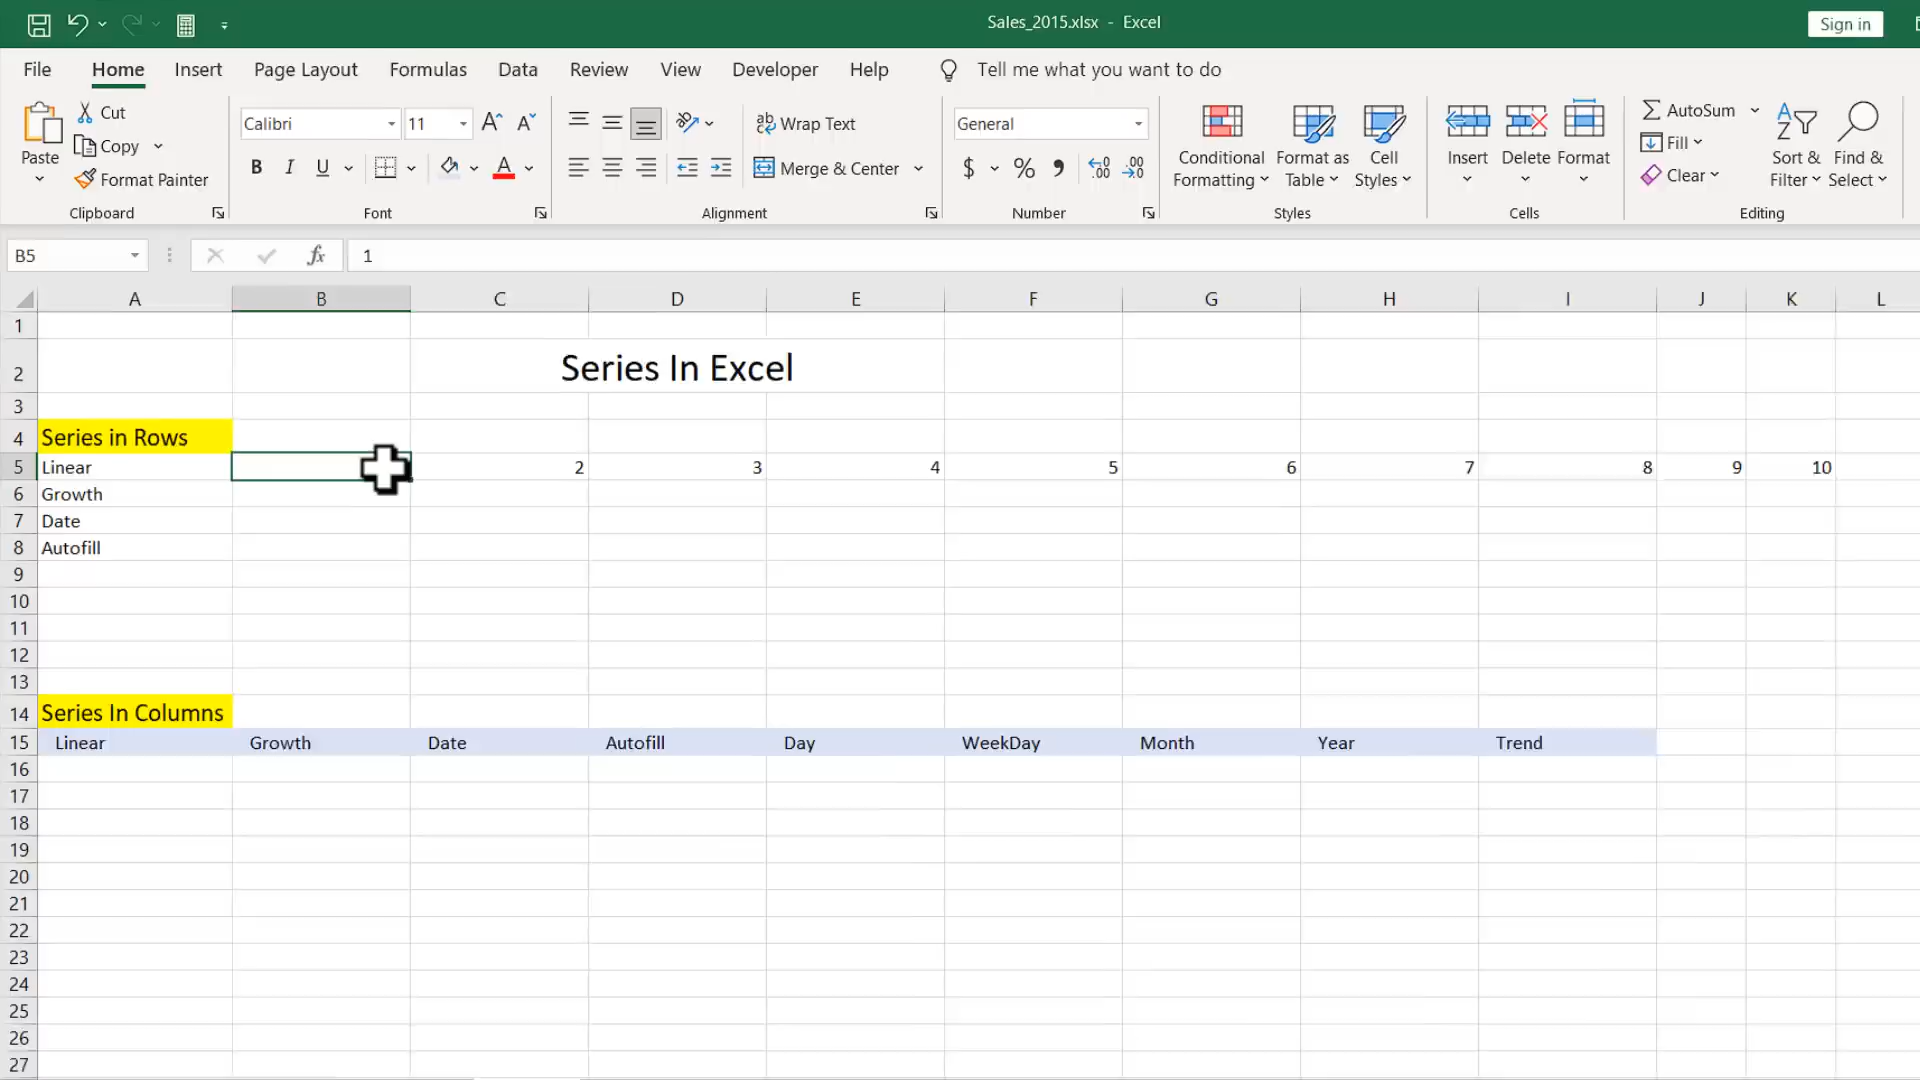 Sales_2015.xlsx - Excel
Sign in
File Home Insert Page Layout Formulas Data Review View Developer Help Tell me what you want to do
Paste
Cut
Copy
Format Painter
Clipboard
Calibri 11
B I U
Font
Wrap Text
Merge & Center
Alignment
General
$ % , .00 .00
Number
Conditional Formatting
Format as Table
Cell Styles
Styles
Insert Delete Format
Cells
AutoSum
Fill
Clear
Sort & Filter
Find & Select
Editing
B5 fx 1
A B C D E F G H I J K L
1
2 Series In Excel
3
4 Series in Rows
5 Linear 2 3 4 5 6 7 8 9 10
6 Growth
7 Date
8 Autofill
9
10
11
12
13
14 Series In Columns
15 Linear Growth Date Autofill Day WeekDay Month Year Trend
16
17
18
19
20
21
22
23
24
25
26
27